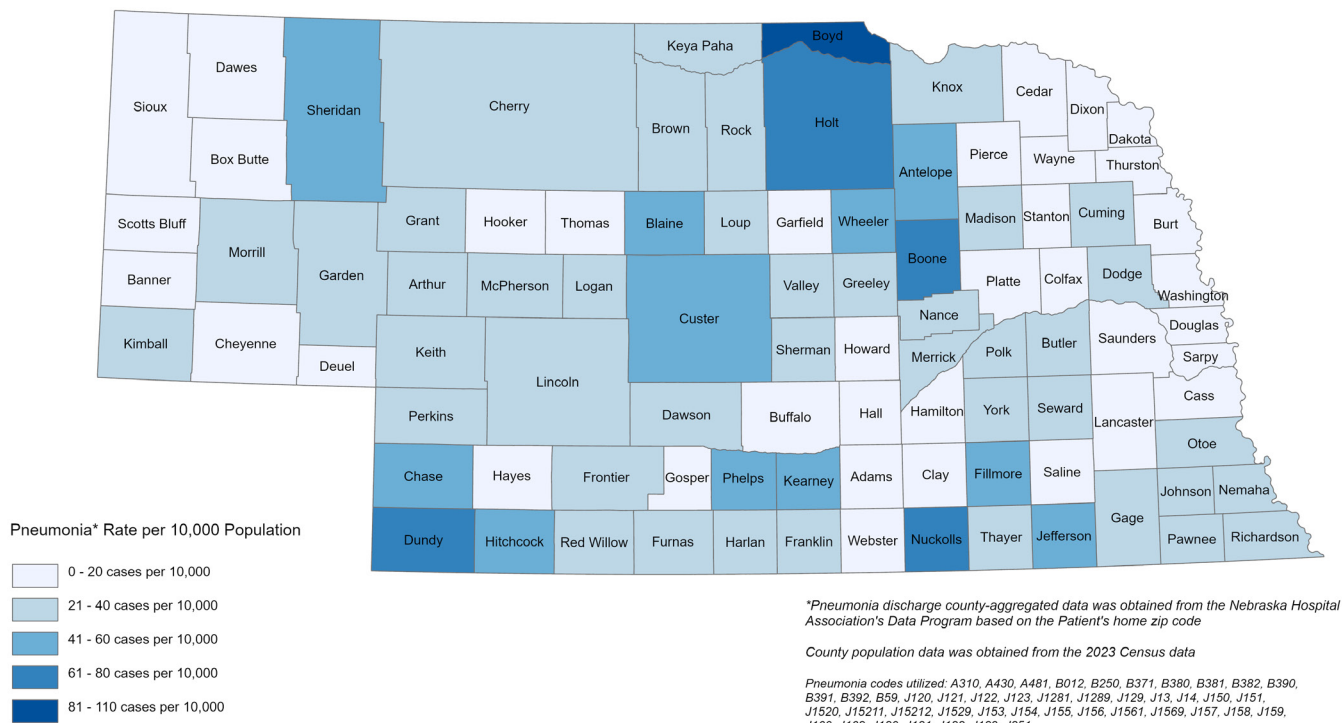 Boyd
Keya Paha
Dawes
Sioux
Sheridan
Cherry
Knox
Cedar
Dixon
Holt
Brown
Rock
Dakota
Box Butte
Pierce
Wayne
Thurston
Antelope
Scotts Bluff
Grant
Hooker
Thomas
Blaine
Loup
Garfield
Wheeler
Madison
Stanton
Cuming
Burt
Morrill
Boone
Garden
Banner
Arthur
McPherson
Logan
Valley
Greeley
Platte
Colfax
Dodge
Washington
Custer
Nance
Douglas
Kimball
Cheyenne
Keith
Sherman
Howard
Merrick
Polk
Butler
Saunders
Sarpy
Deuel
Lincoln
Cass
Perkins
Dawson
Buffalo
Hall
Hamilton
York
Seward
Lancaster
Otoe
Chase
Hayes
Frontier
Gosper
Phelps
Kearney
Adams
Clay
Fillmore
Saline
Johnson
Nemaha
Gage
Dundy
Hitchcock
Red Willow
Furnas
Harlan
Franklin
Webster
Nuckolls
Thayer
Jefferson
Pawnee
Richardson
Pneumonia* Rate per 10,000 Population
0 - 20 cases per 10,000
21 - 40 cases per 10,000
41 - 60 cases per 10,000
61 - 80 cases per 10,000
81 - 110 cases per 10,000
*Pneumonia discharge county-aggregated data was obtained from the Nebraska Hospital
Association's Data Program based on the Patient's home zip code
County population data was obtained from the 2023 Census data
Pneumonia codes utilized: A310, A430, A481, B012, B250, B371, B380, B381, B382, B390,
B391, B392, B59, J120, J121, J122, J123, J1281, J1289, J129, J13, J14, J150, J151,
J1520, J15211, J15212, J1529, J153, J154, J155, J156, J1561, J1569, J157, J158, J159,